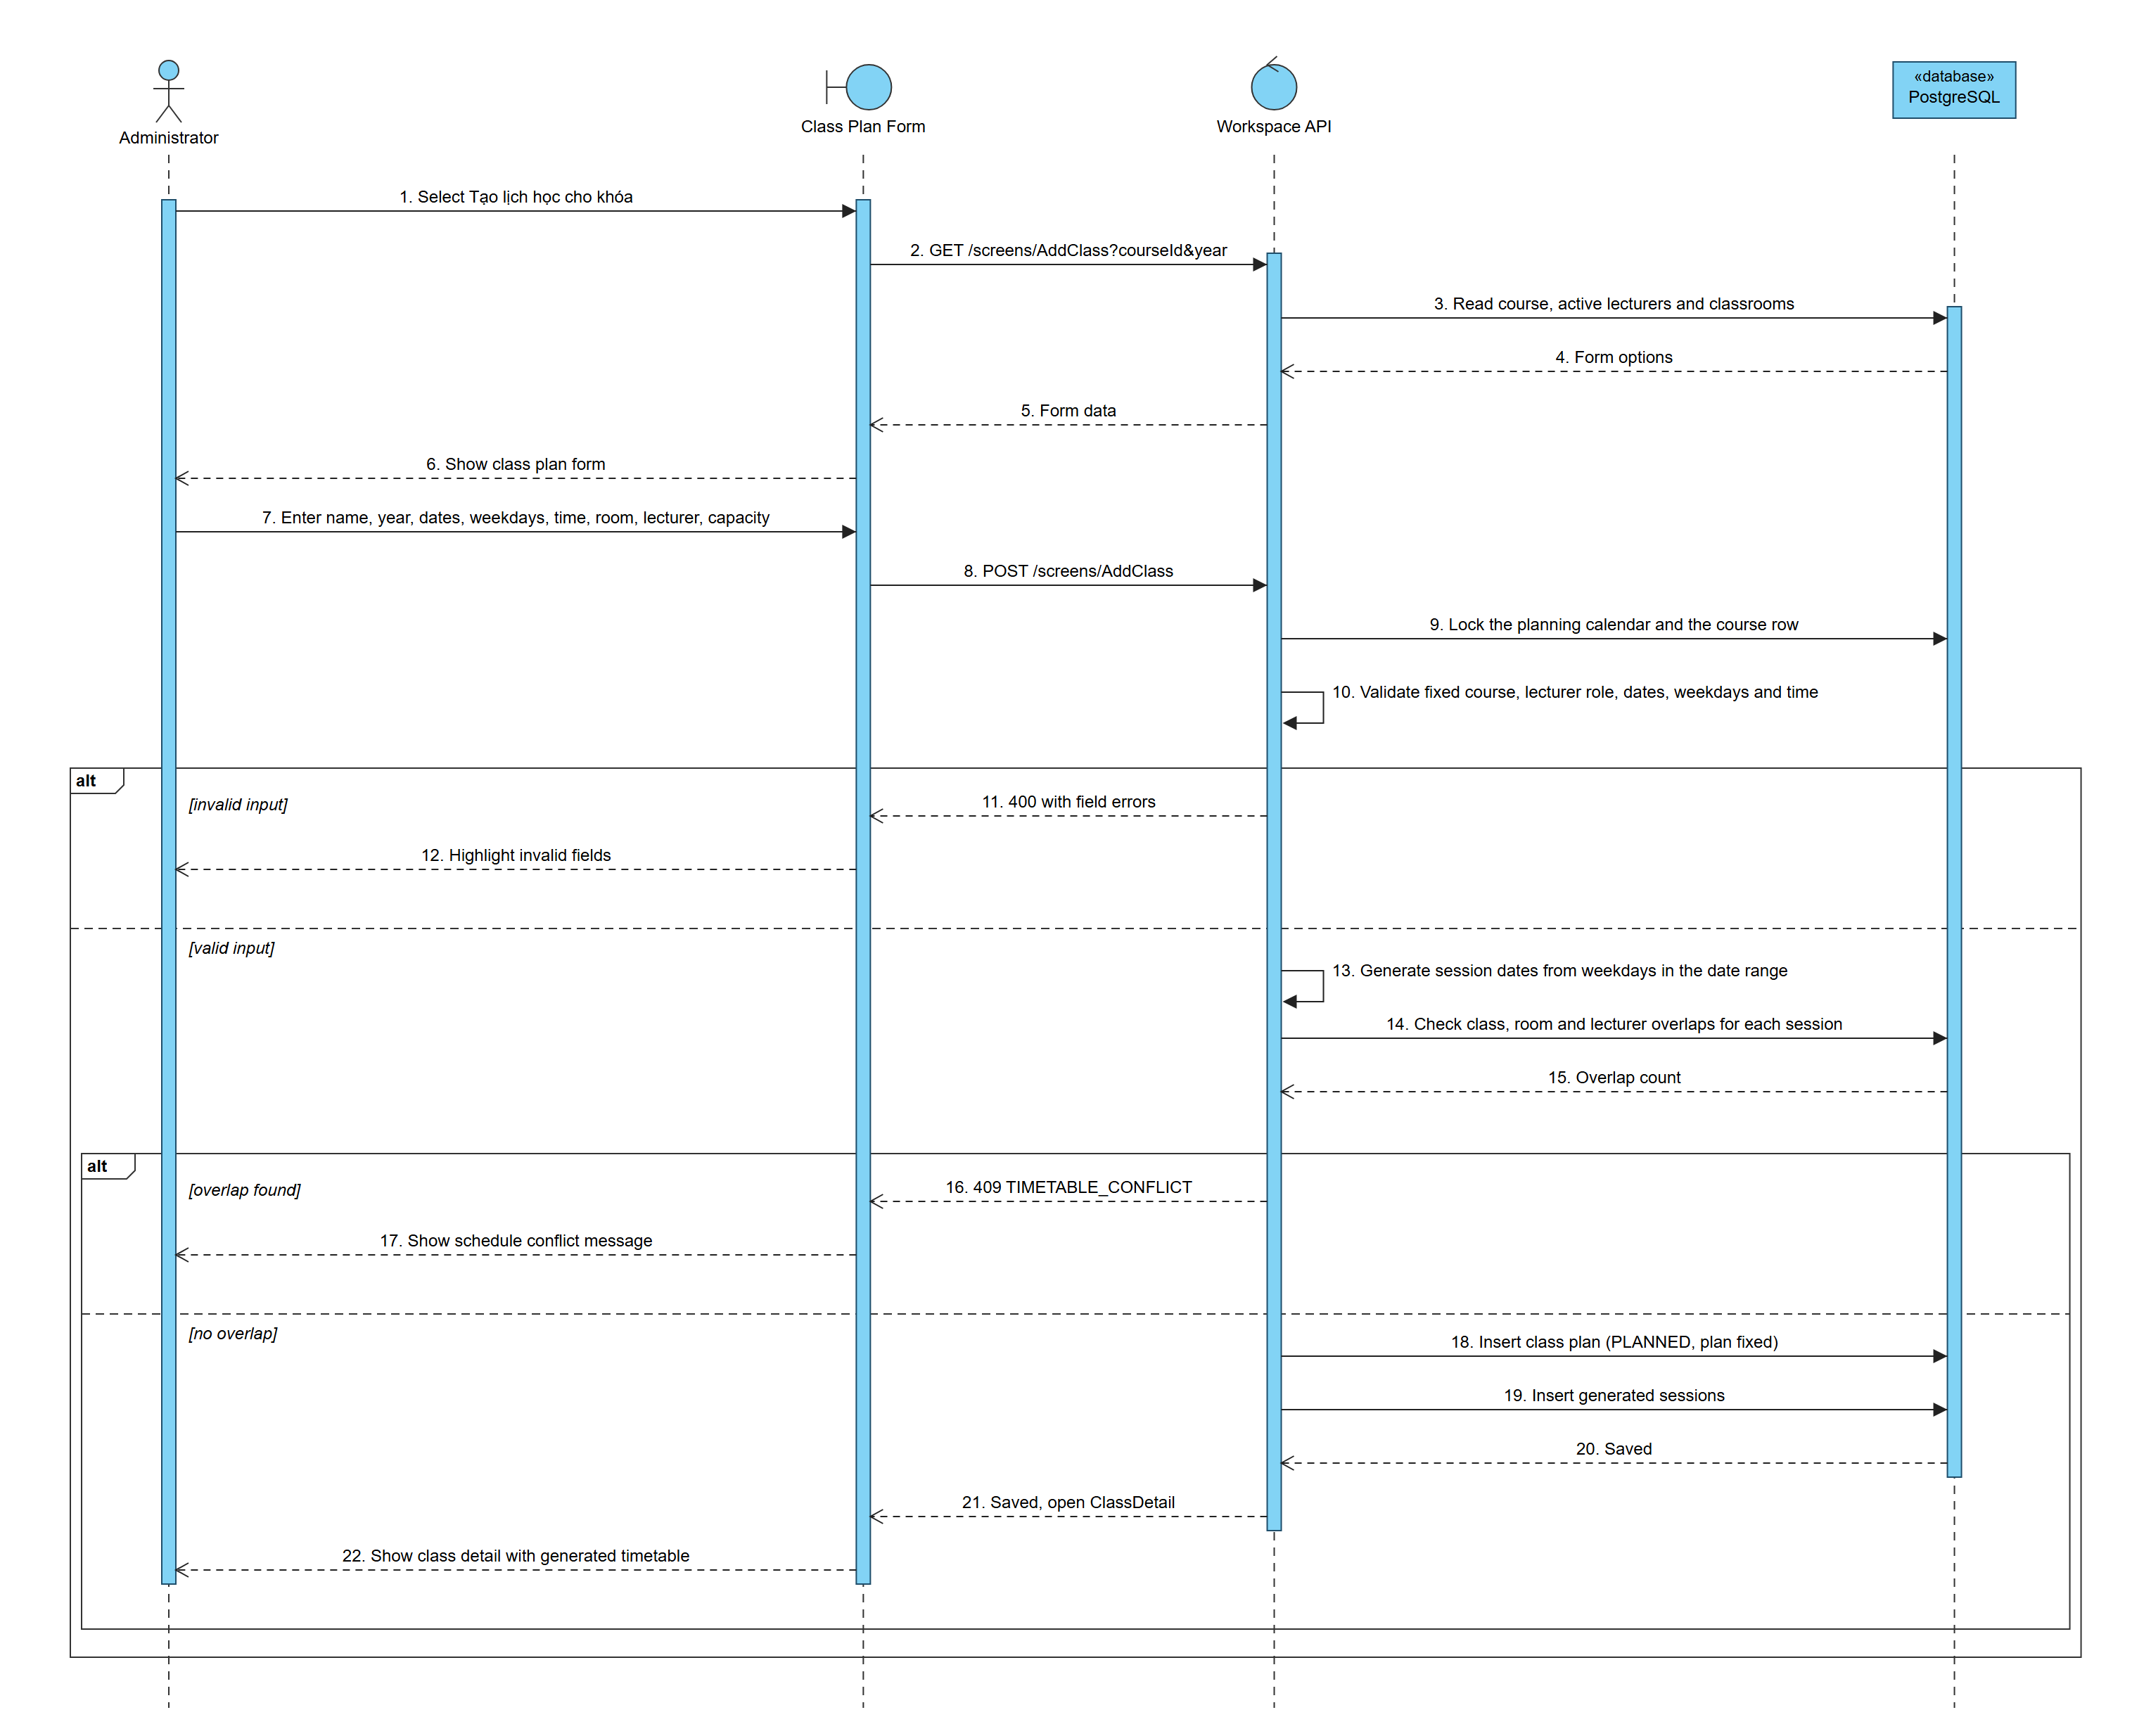 Administrator
Class Plan Form
Workspace API
«database»
PostgreSQL
1. Select Tạo lịch học cho khóa
2. GET /screens/AddClass?courseId&year
3. Read course, active lecturers and classrooms
4. Form options
5. Form data
6. Show class plan form
7. Enter name, year, dates, weekdays, time, room, lecturer, capacity
8. POST /screens/AddClass
9. Lock the planning calendar and the course row
10. Validate fixed course, lecturer role, dates, weekdays and time
alt
[invalid input]
11. 400 with field errors
12. Highlight invalid fields
[valid input]
13. Generate session dates from weekdays in the date range
14. Check class, room and lecturer overlaps for each session
15. Overlap count
alt
[overlap found]
16. 409 TIMETABLE_CONFLICT
17. Show schedule conflict message
[no overlap]
18. Insert class plan (PLANNED, plan fixed)
19. Insert generated sessions
20. Saved
21. Saved, open ClassDetail
22. Show class detail with generated timetable